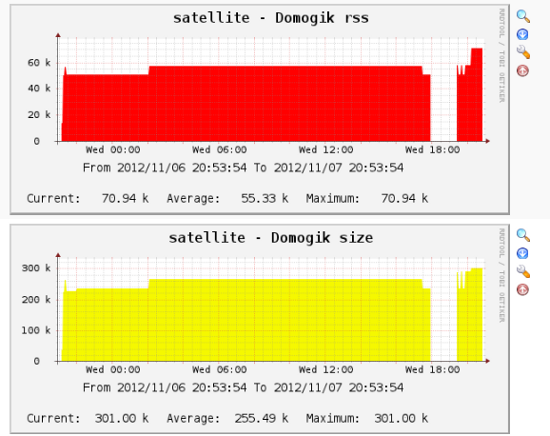 satellite - Domogik rss
RRDTOOL / TOBI OETIKER
60 k
40 k
20 k
0
Wed 00:00 Wed 06:00 Wed 12:00 Wed 18:00
From 2012/11/06 20:53:54 To 2012/11/07 20:53:54
Current: 70.94 k Average: 55.33 k Maximum: 70.94 k
satellite - Domogik size
RRDTOOL / TOBI OETIKER
300 k
200 k
100 k
0
Wed 00:00 Wed 06:00 Wed 12:00 Wed 18:00
From 2012/11/06 20:53:54 To 2012/11/07 20:53:54
Current: 301.00 k Average: 255.49 k Maximum: 301.00 k